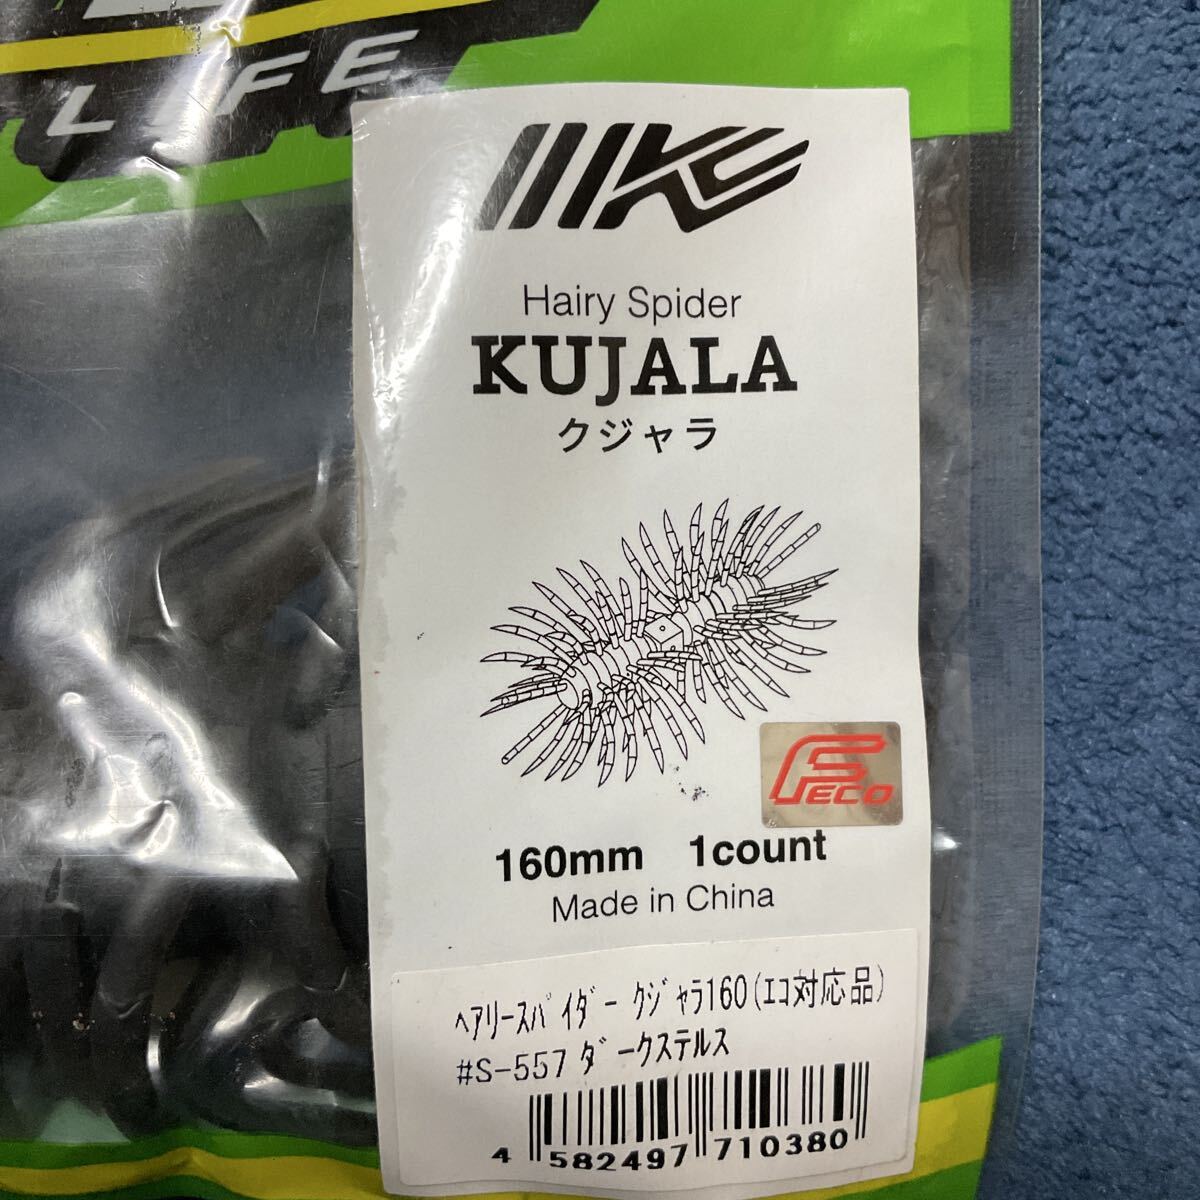 LIFE
IIIKC
Hairy Spider
KUJALA
クジャラ
FECO
160mm 1count
Made in China
ﾍｱﾘｰｽﾊﾟｲﾀﾞｰ ｸｼﾞｬﾗ160(ｴｺ対応品)
#S-557 ﾀﾞｰｸｽﾃﾙｽ
4 582497 710380